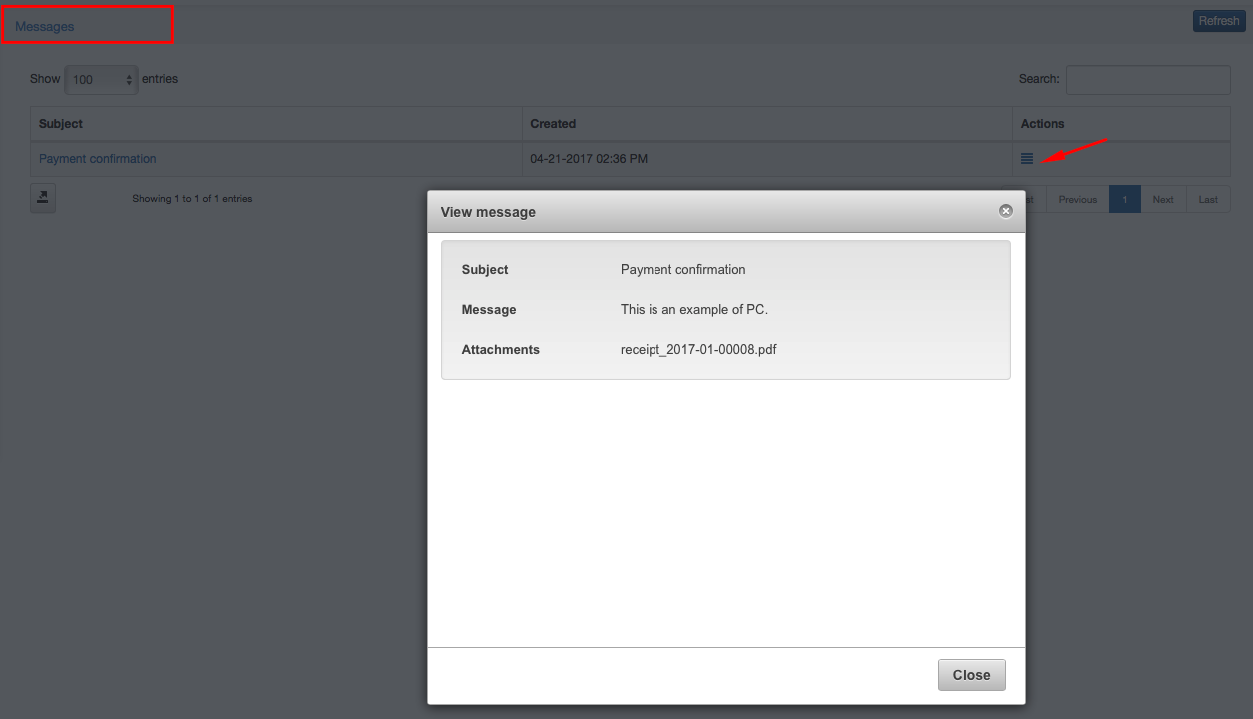 Messages
Refresh
Show 100 entries
Search:
Subject Created Actions
Payment confirmation 04-21-2017 02:36 PM
Showing 1 to 1 of 1 entries
Previous 1 Next Last
View message
Subject Payment confirmation
Message This is an example of PC.
Attachments receipt_2017-01-00008.pdf
Close